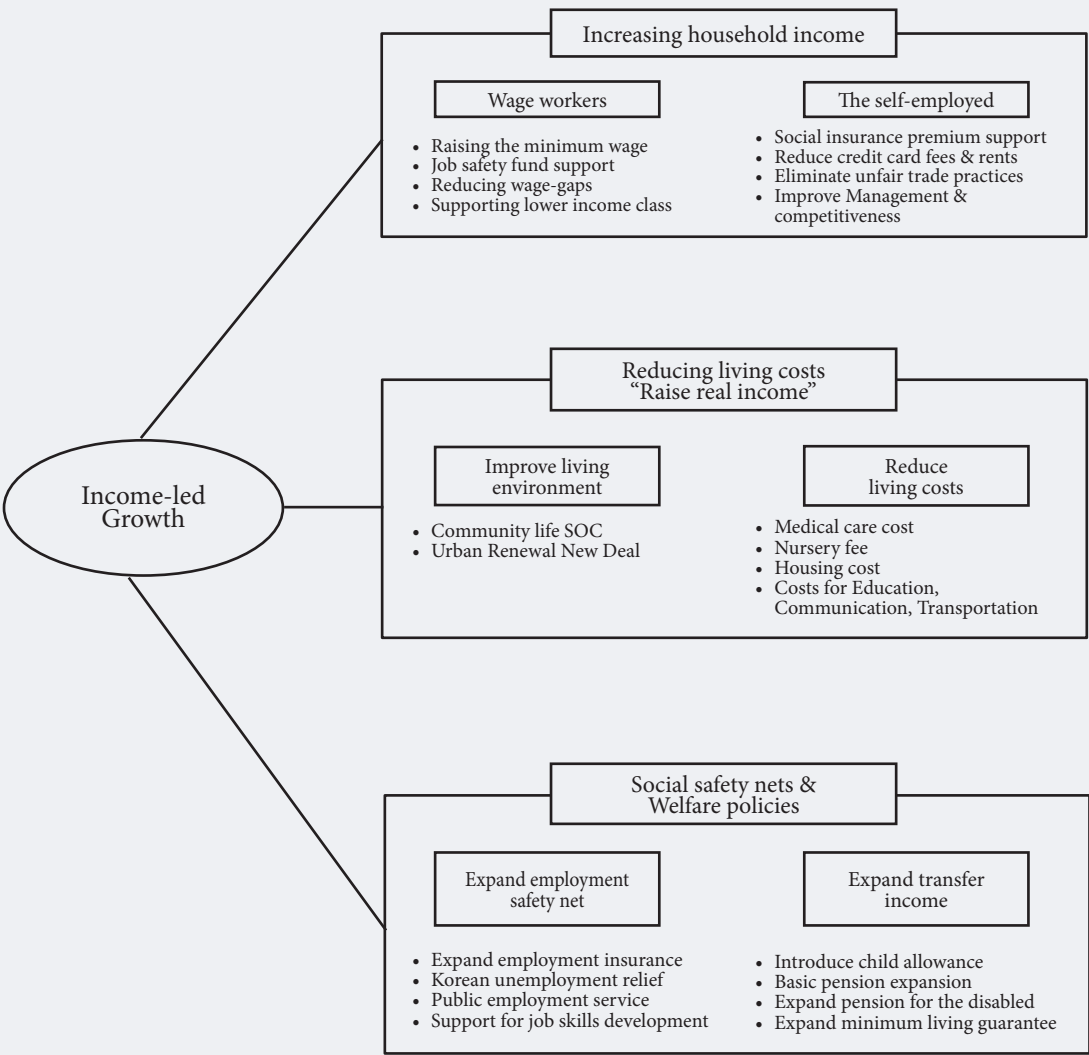 Increasing household income
Wage workers
• Raising the minimum wage
• Job safety fund support
• Reducing wage-gaps
• Supporting lower income class
The self-employed
• Social insurance premium support
• Reduce credit card fees & rents
• Eliminate unfair trade practices
• Improve Management &
competitiveness
Income-led
Growth
Reducing living costs
“Raise real income”
Improve living
environment
• Community life SOC
• Urban Renewal New Deal
Reduce
living costs
• Medical care cost
• Nursery fee
• Housing cost
• Costs for Education,
Communication, Transportation
Social safety nets &
Welfare policies
Expand employment
safety net
• Expand employment insurance
• Korean unemployment relief
• Public employment service
• Support for job skills development
Expand transfer
income
• Introduce child allowance
• Basic pension expansion
• Expand pension for the disabled
• Expand minimum living guarantee